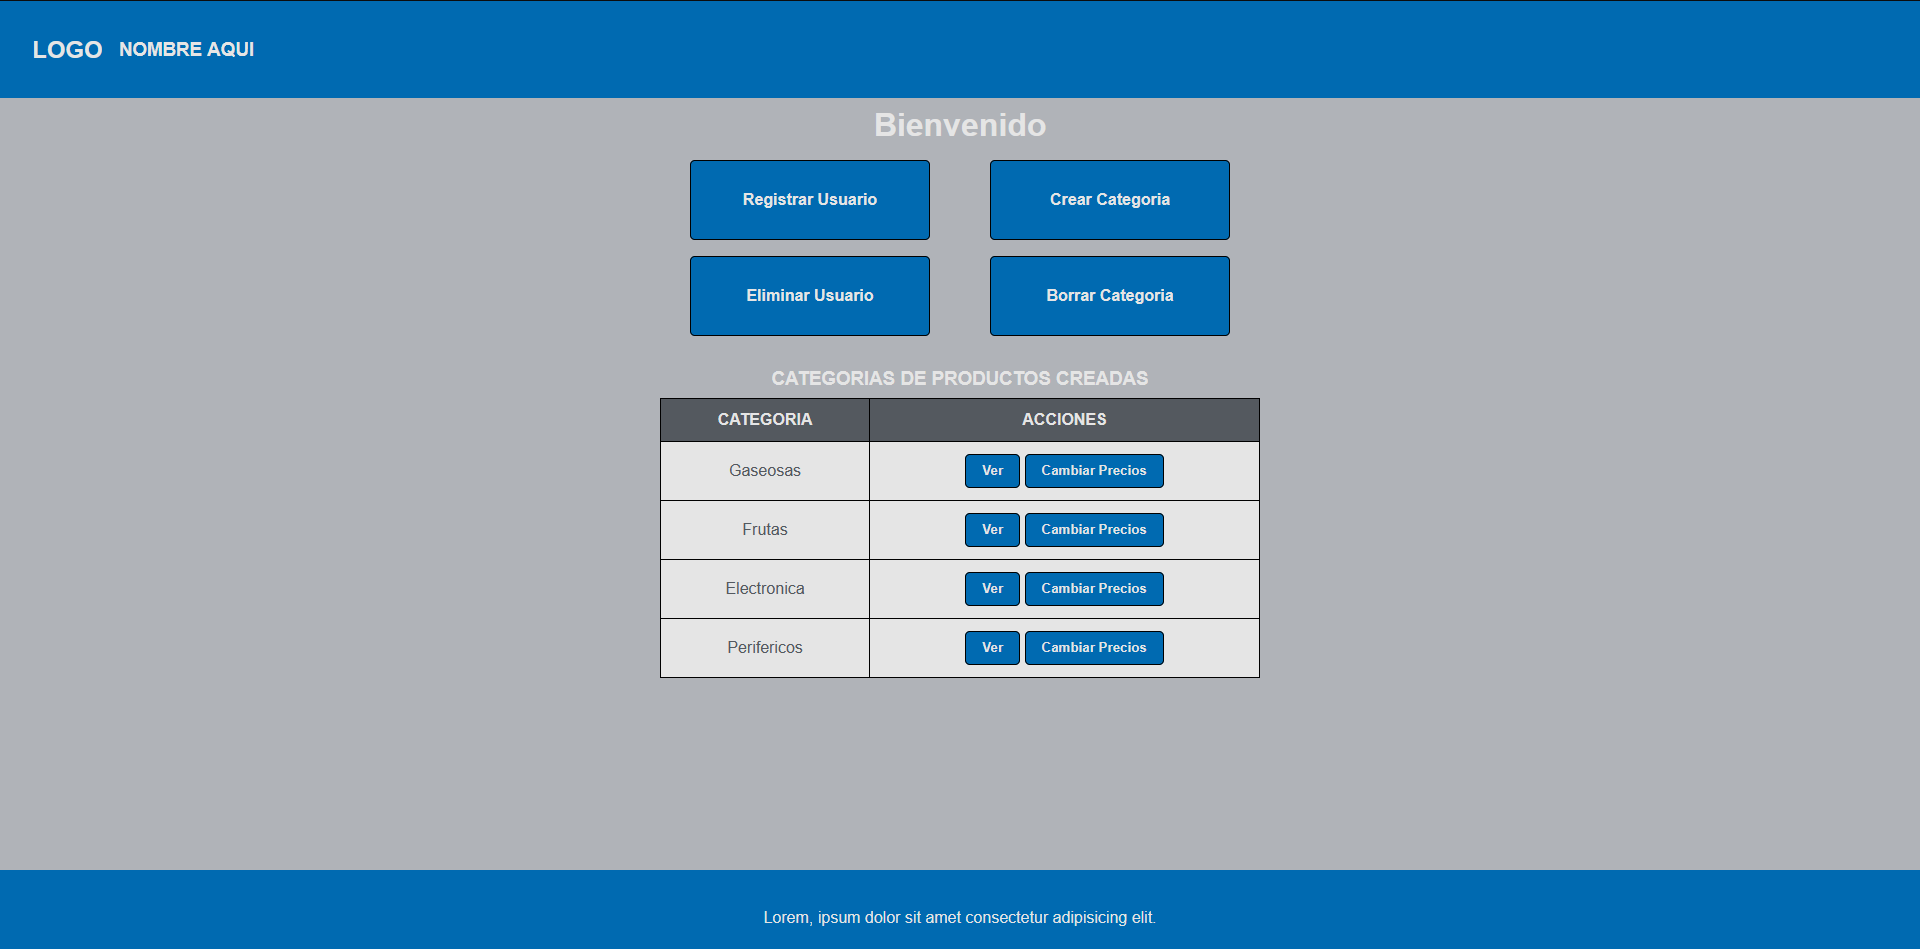 LOGO NOMBRE AQUI
Bienvenido
Registrar Usuario Crear Categoria
Eliminar Usuario Borrar Categoria
CATEGORIAS DE PRODUCTOS CREADAS
CATEGORIA ACCIONES
Gaseosas Ver Cambiar Precios
Frutas Ver Cambiar Precios
Electronica Ver Cambiar Precios
Perifericos Ver Cambiar Precios
Lorem, ipsum dolor sit amet consectetur adipisicing elit.